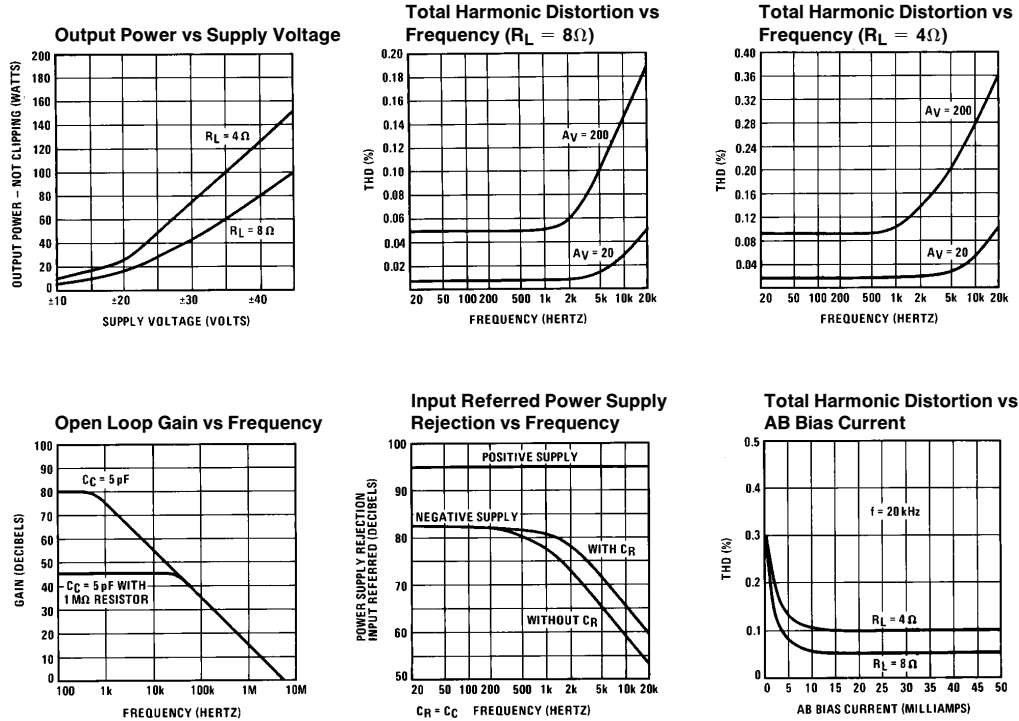 Output Power vs Supply Voltage
OUTPUT POWER – NOT CLIPPING (WATTS)
200
180
160
140
120
100
80
60
40
20
0
RL = 4 Ω
RL = 8 Ω
±10 ±20 ±30 ±40
SUPPLY VOLTAGE (VOLTS)
Total Harmonic Distortion vs
Frequency (RL = 8Ω)
THD (%)
0.20
0.18
0.16
0.14
0.12
0.10
0.08
0.06
0.04
0.02
AV = 200
AV = 20
20 50 100 200 500 1k 2k 5k 10k 20k
FREQUENCY (HERTZ)
Total Harmonic Distortion vs
Frequency (RL = 4Ω)
THD (%)
0.40
0.36
0.32
0.28
0.24
0.20
0.16
0.12
0.08
0.04
AV = 200
AV = 20
20 50 100 200 500 1k 2k 5k 10k 20k
FREQUENCY (HERTZ)
Open Loop Gain vs Frequency
GAIN (DECIBELS)
100
90
80
70
60
50
40
30
20
10
0
CC = 5 pF
CC = 5 pF WITH
1 MΩ RESISTOR
100 1k 10k 100k 1M 10M
FREQUENCY (HERTZ)
Input Referred Power Supply
Rejection vs Frequency
POWER SUPPLY REJECTION
INPUT REFERRED (DECIBELS)
100
90
80
70
60
50
POSITIVE SUPPLY
NEGATIVE SUPPLY
WITH CR
WITHOUT CR
20 50 100 200 500 1k 2k 5k 10k 20k
CR = CC FREQUENCY (HERTZ)
Total Harmonic Distortion vs
AB Bias Current
THD (%)
0.5
0.4
0.3
0.2
0.1
0
f = 20 kHz
RL = 4Ω
RL = 8 Ω
0 5 10 15 20 25 30 35 40 45 50
AB BIAS CURRENT (MILLIAMPS)